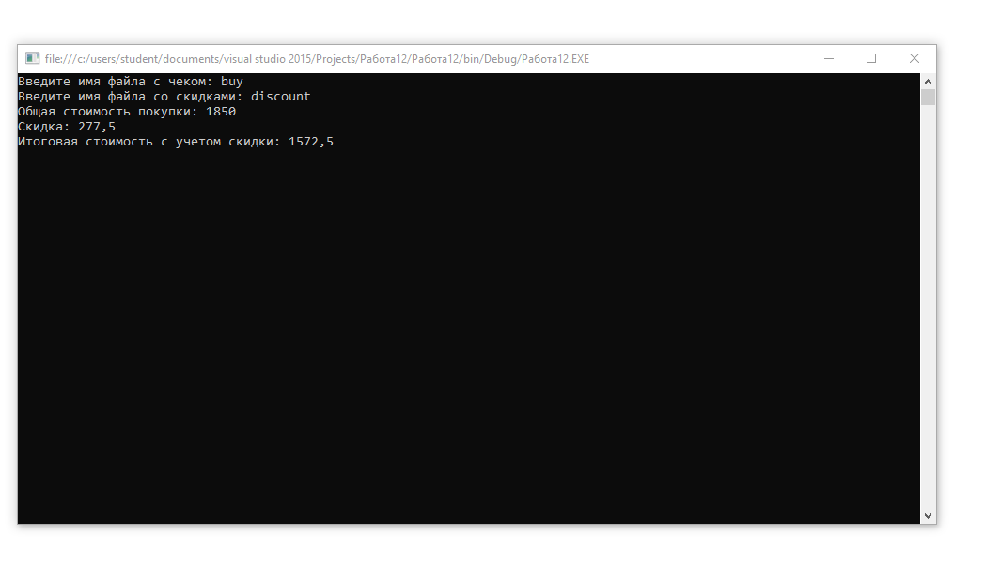 file:///c:/users/student/documents/visual studio 2015/Projects/Работа12/Работа12/bin/Debug/Работа12.EXE
Введите имя файла с чеком: buy
Введите имя файла со скидками: discount
Общая стоимость покупки: 1850
Скидка: 277,5
Итоговая стоимость с учетом скидки: 1572,5